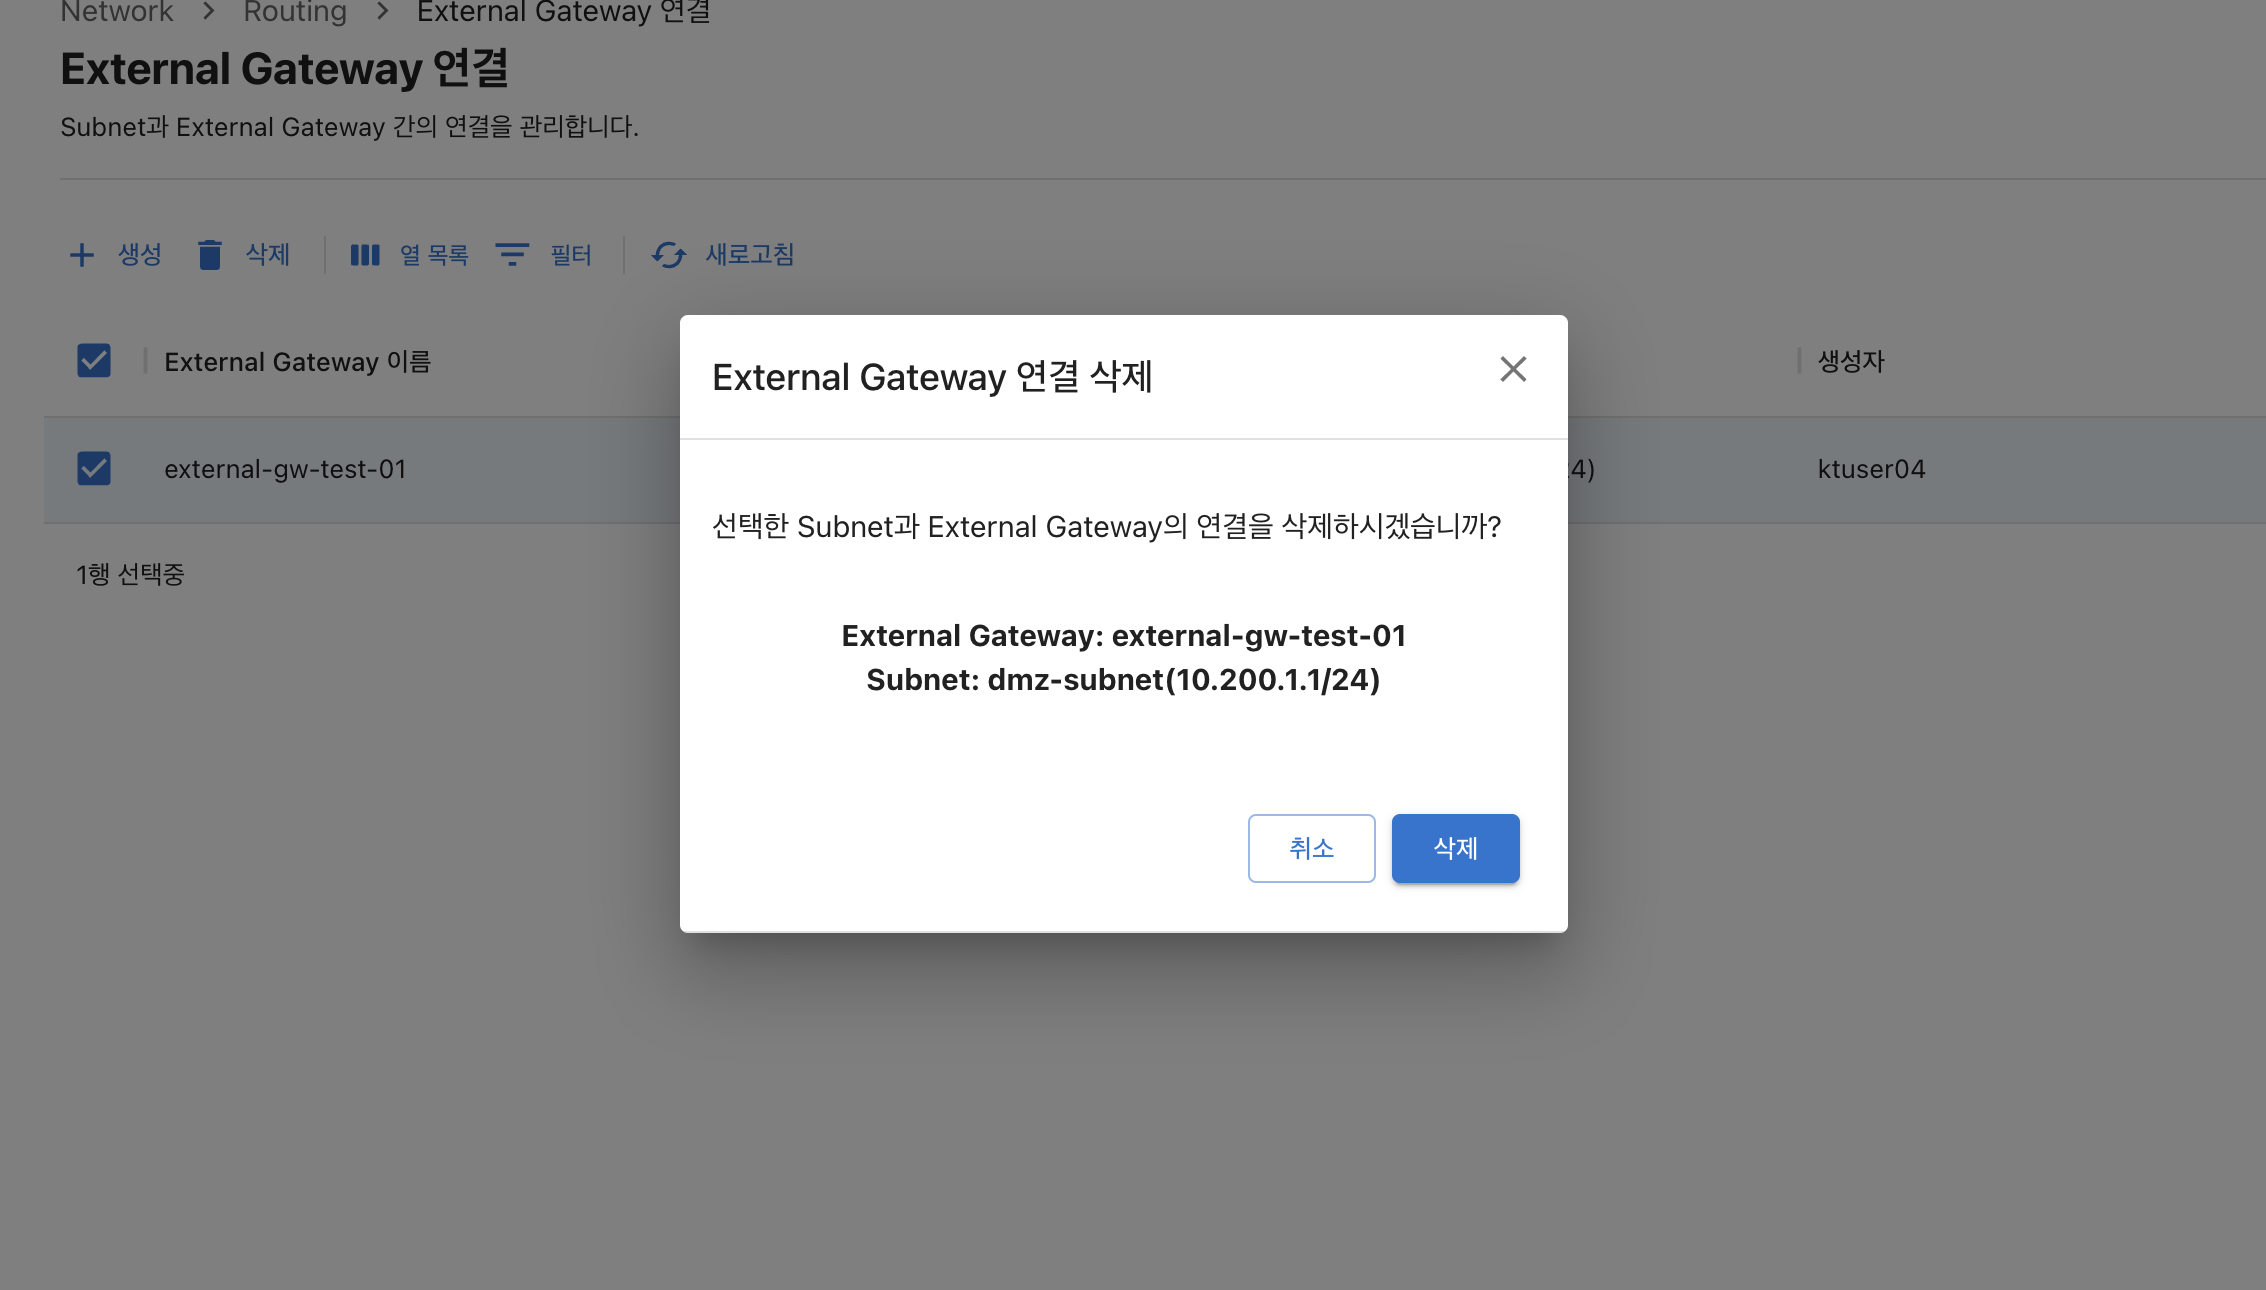 Network > Routing > External Gateway 연결
External Gateway 연결
Subnet과 External Gateway 간의 연결을 관리합니다.
생성 삭제 열 목록 필터 새로고침
External Gateway 이름 생성자
external-gw-test-01 24) ktuser04
1행 선택중
External Gateway 연결 삭제
선택한 Subnet과 External Gateway의 연결을 삭제하시겠습니까?
External Gateway: external-gw-test-01
Subnet: dmz-subnet(10.200.1.1/24)
취소 삭제